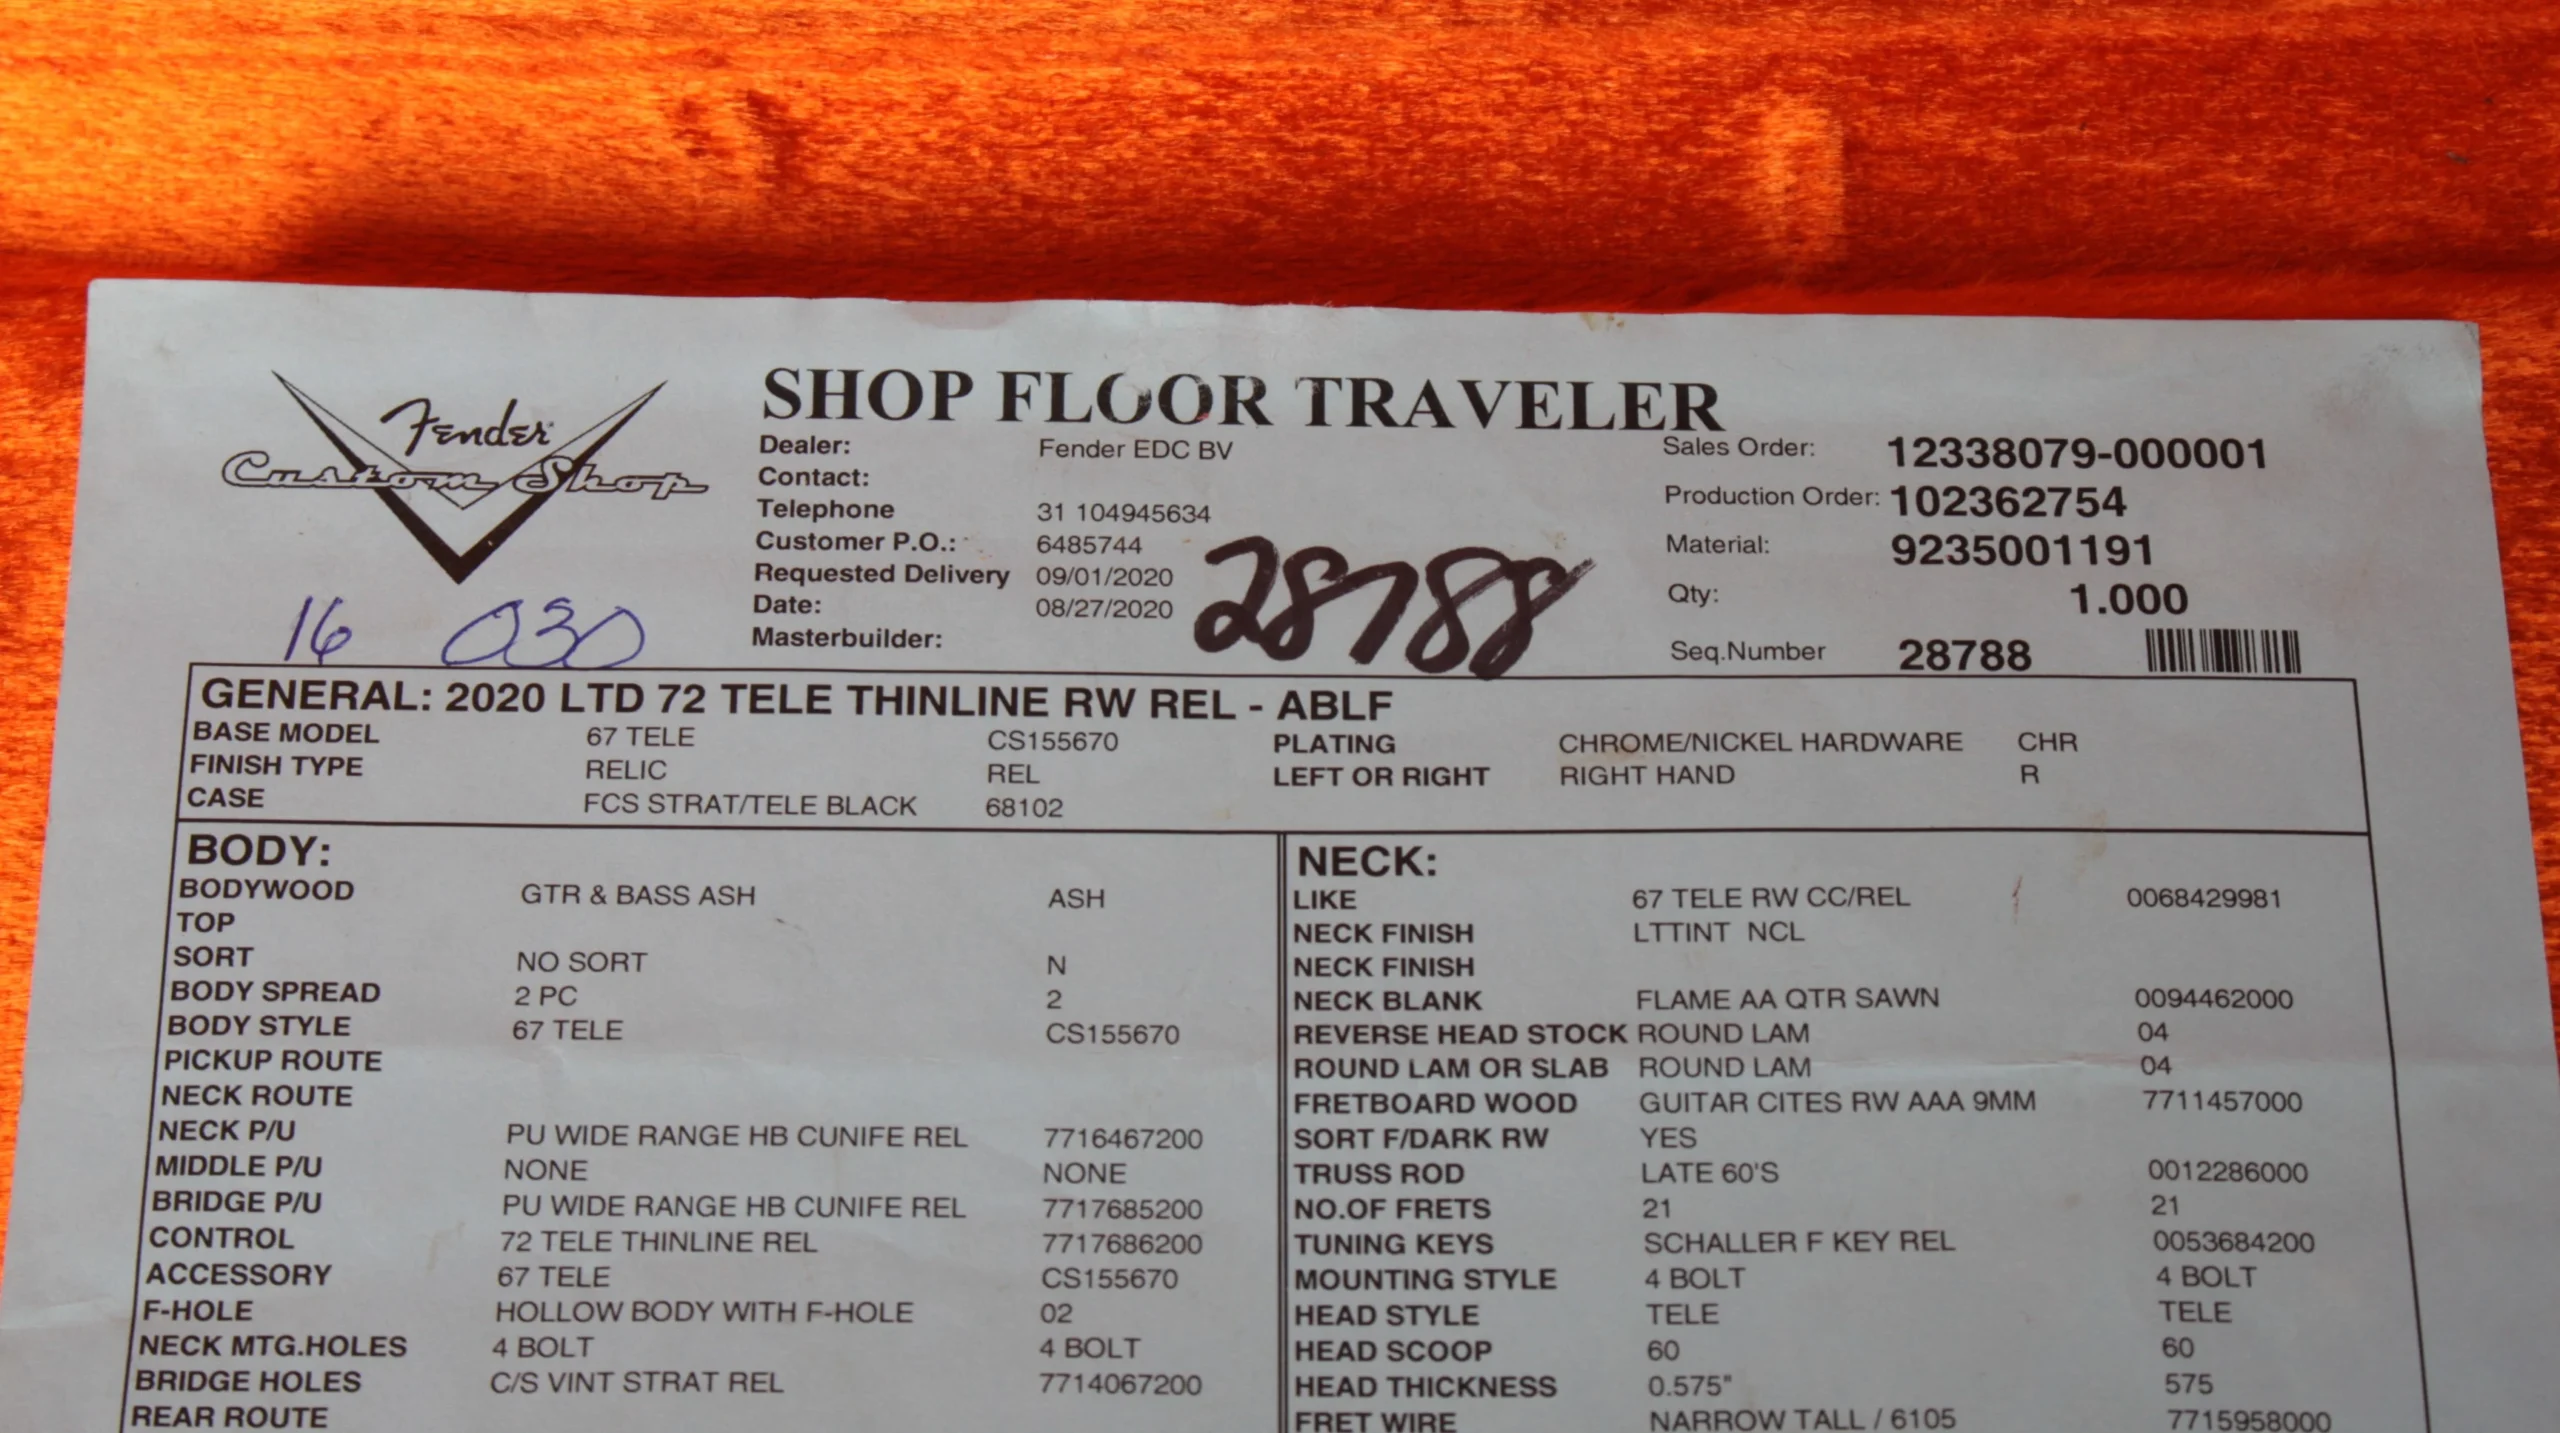 SHOP FLOOR TRAVELER
Fender
Custom Shop
Dealer: Fender EDC BV
Contact:
Telephone 31 104945634
Customer P.O.: 6485744
Requested Delivery 09/01/2020
Date: 08/27/2020
Masterbuilder:
28788
Sales Order: 12338079-000001
Production Order: 102362754
Material: 9235001191
Qty: 1.000
Seq.Number 28788
16 030
GENERAL: 2020 LTD 72 TELE THINLINE RW REL - ABLF
BASE MODEL 67 TELE CS155670 PLATING CHROME/NICKEL HARDWARE CHR
FINISH TYPE RELIC REL LEFT OR RIGHT RIGHT HAND R
CASE FCS STRAT/TELE BLACK 68102
BODY:
BODYWOOD GTR & BASS ASH ASH
TOP
SORT NO SORT N
BODY SPREAD 2 PC 2
BODY STYLE 67 TELE CS155670
PICKUP ROUTE
NECK ROUTE
NECK P/U PU WIDE RANGE HB CUNIFE REL 7716467200
MIDDLE P/U NONE NONE
BRIDGE P/U PU WIDE RANGE HB CUNIFE REL 7717685200
CONTROL 72 TELE THINLINE REL 7717686200
ACCESSORY 67 TELE CS155670
F-HOLE HOLLOW BODY WITH F-HOLE 02
NECK MTG.HOLES 4 BOLT 4 BOLT
BRIDGE HOLES C/S VINT STRAT REL 7714067200
REAR ROUTE
NECK:
LIKE 67 TELE RW CC/REL 0068429981
NECK FINISH LTTINT NCL
NECK FINISH
NECK BLANK FLAME AA QTR SAWN 0094462000
REVERSE HEAD STOCK ROUND LAM 04
ROUND LAM OR SLAB ROUND LAM 04
FRETBOARD WOOD GUITAR CITES RW AAA 9MM 7711457000
SORT F/DARK RW YES
TRUSS ROD LATE 60'S 0012286000
NO.OF FRETS 21 21
TUNING KEYS SCHALLER F KEY REL 0053684200
MOUNTING STYLE 4 BOLT 4 BOLT
HEAD STYLE TELE TELE
HEAD SCOOP 60 60
HEAD THICKNESS 0.575" 575
FRET WIRE NARROW TALL / 6105 7715958000